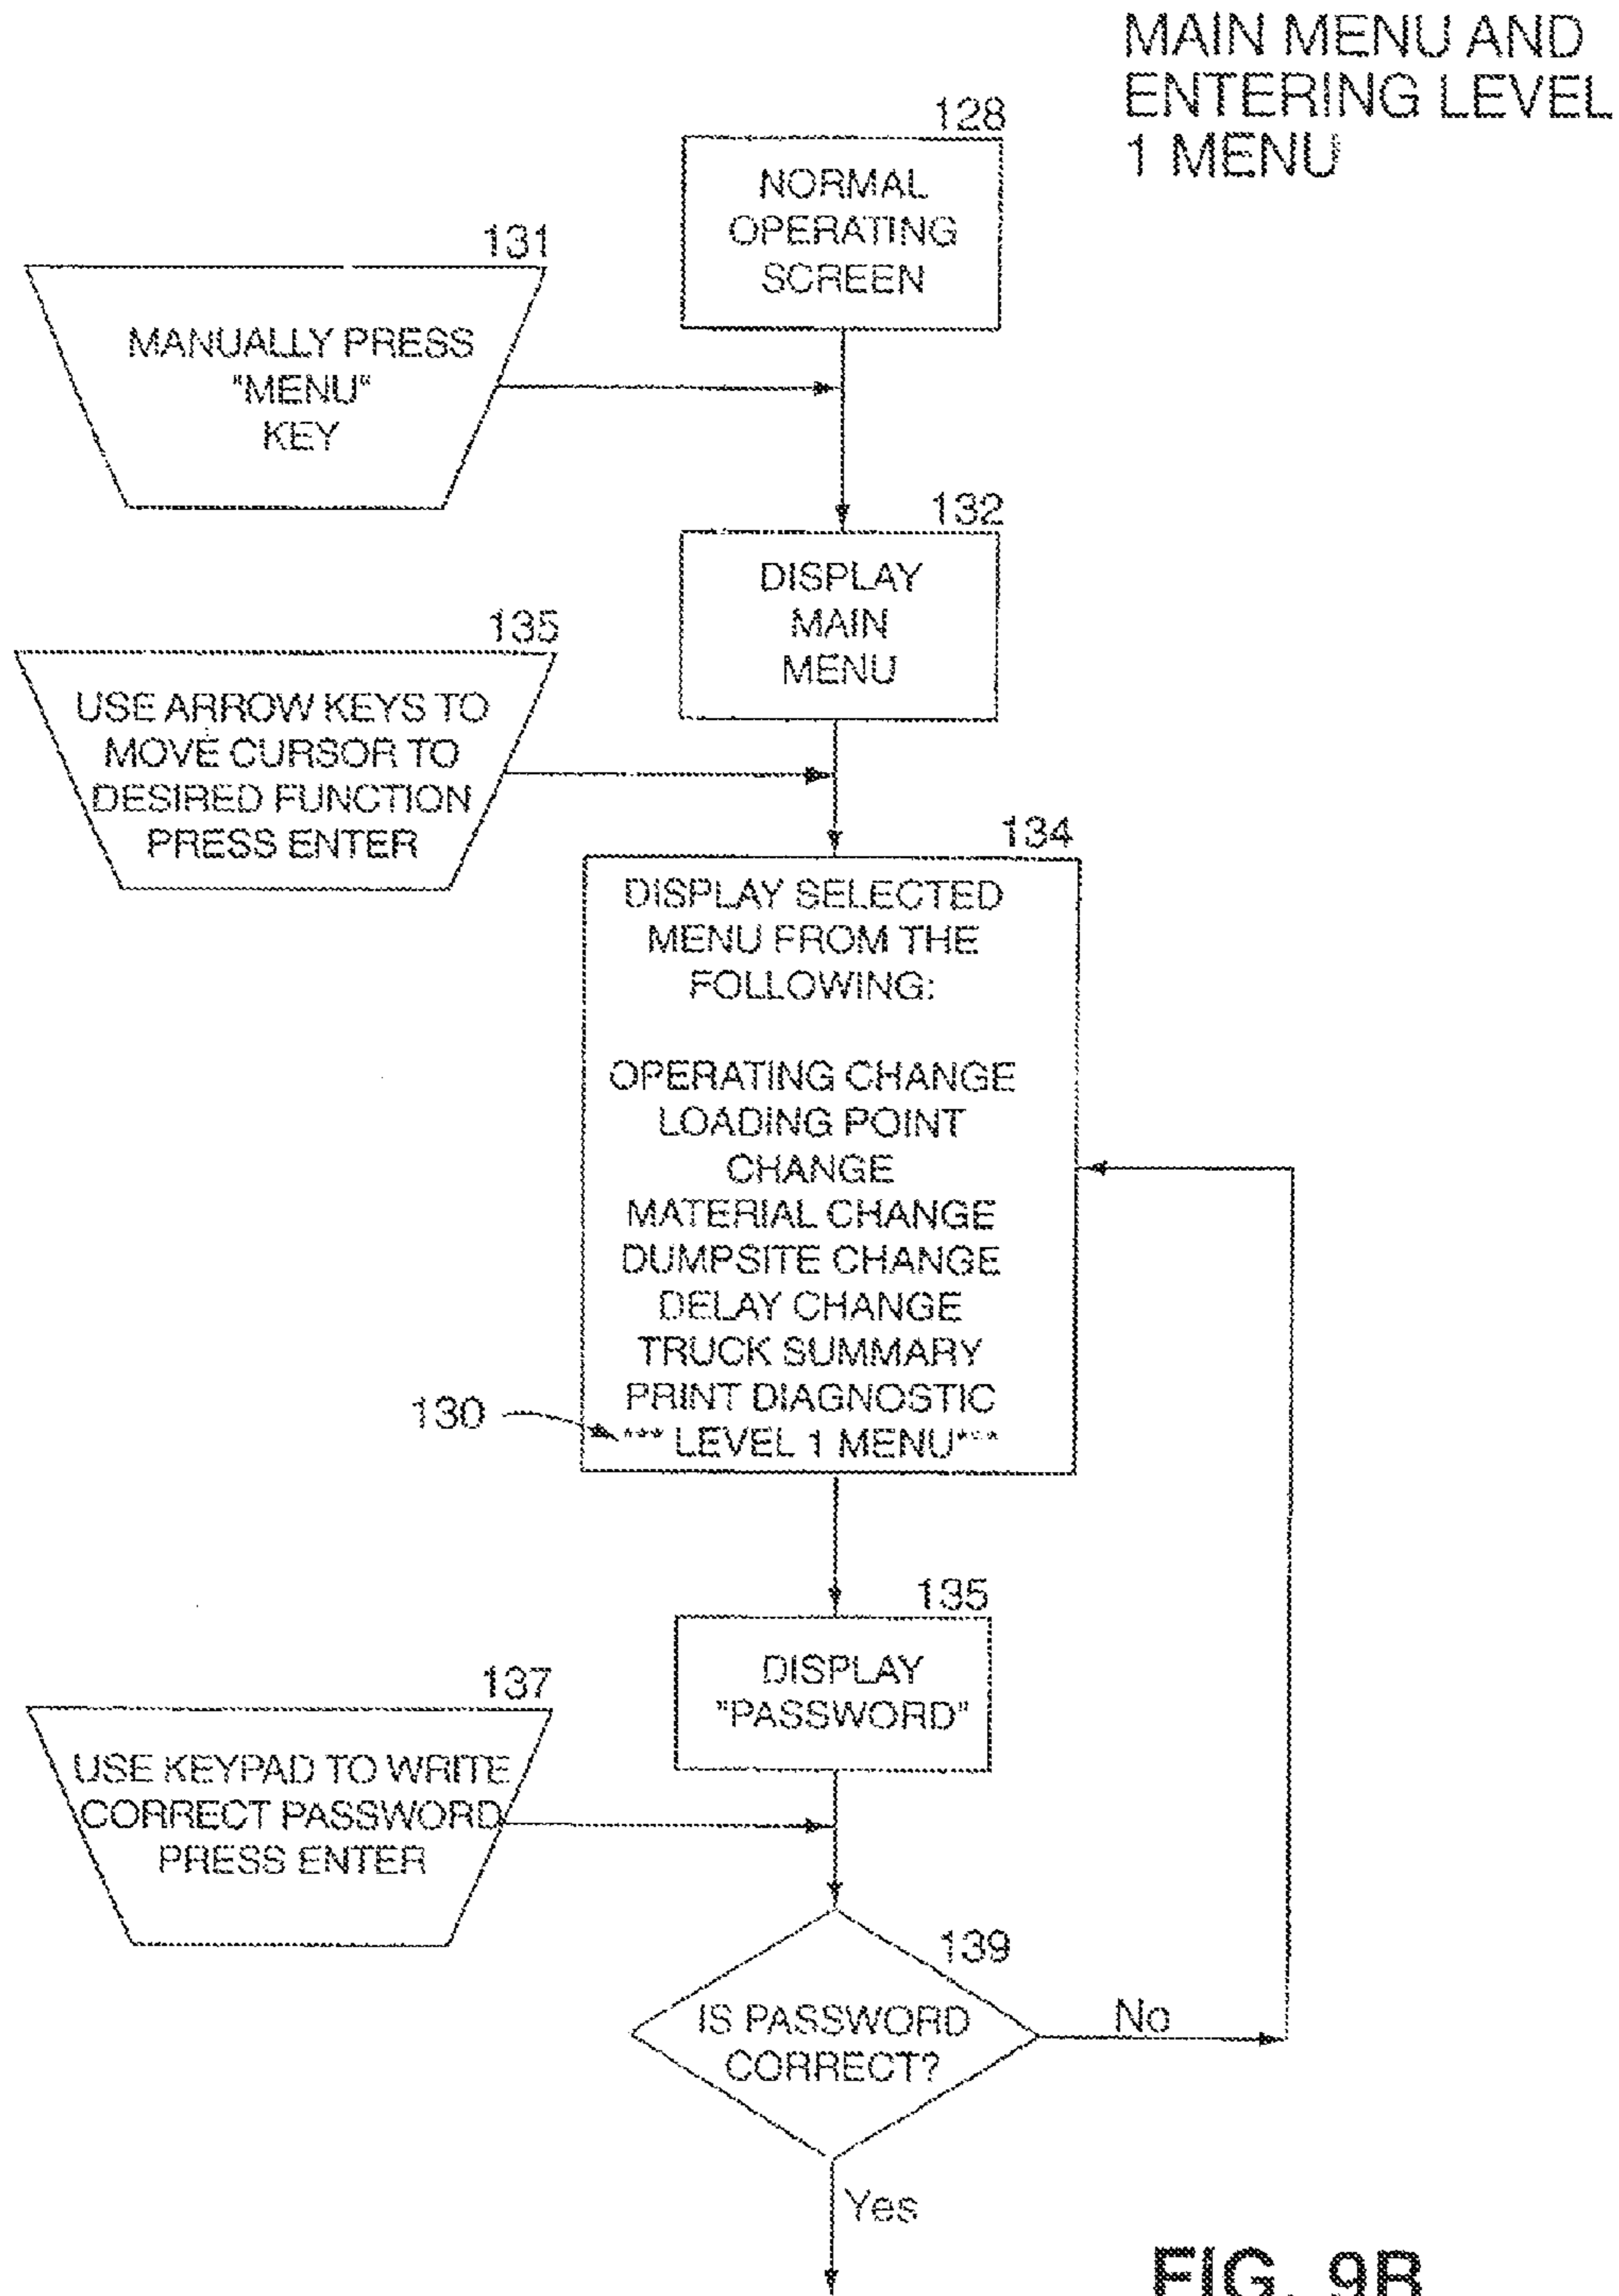 MAIN MENU AND
ENTERING LEVEL
1 MENU
128
NORMAL
OPERATING
SCREEN
131
MANUALLY PRESS
"MENU"
KEY
132
DISPLAY
MAIN
MENU
135
USE ARROW KEYS TO
MOVE CURSOR TO
DESIRED FUNCTION
PRESS ENTER
134
DISPLAY SELECTED
MENU FROM THE
FOLLOWING:
OPERATING CHANGE
LOADING POINT
CHANGE
MATERIAL CHANGE
DUMPSITE CHANGE
DELAY CHANGE
TRUCK SUMMARY
PRINT DIAGNOSTIC
130
*** LEVEL 1 MENU***
135
DISPLAY
"PASSWORD"
137
USE KEYPAD TO WRITE
CORRECT PASSWORD
PRESS ENTER
139
IS PASSWORD
CORRECT?
No
Yes
FIG. 9B